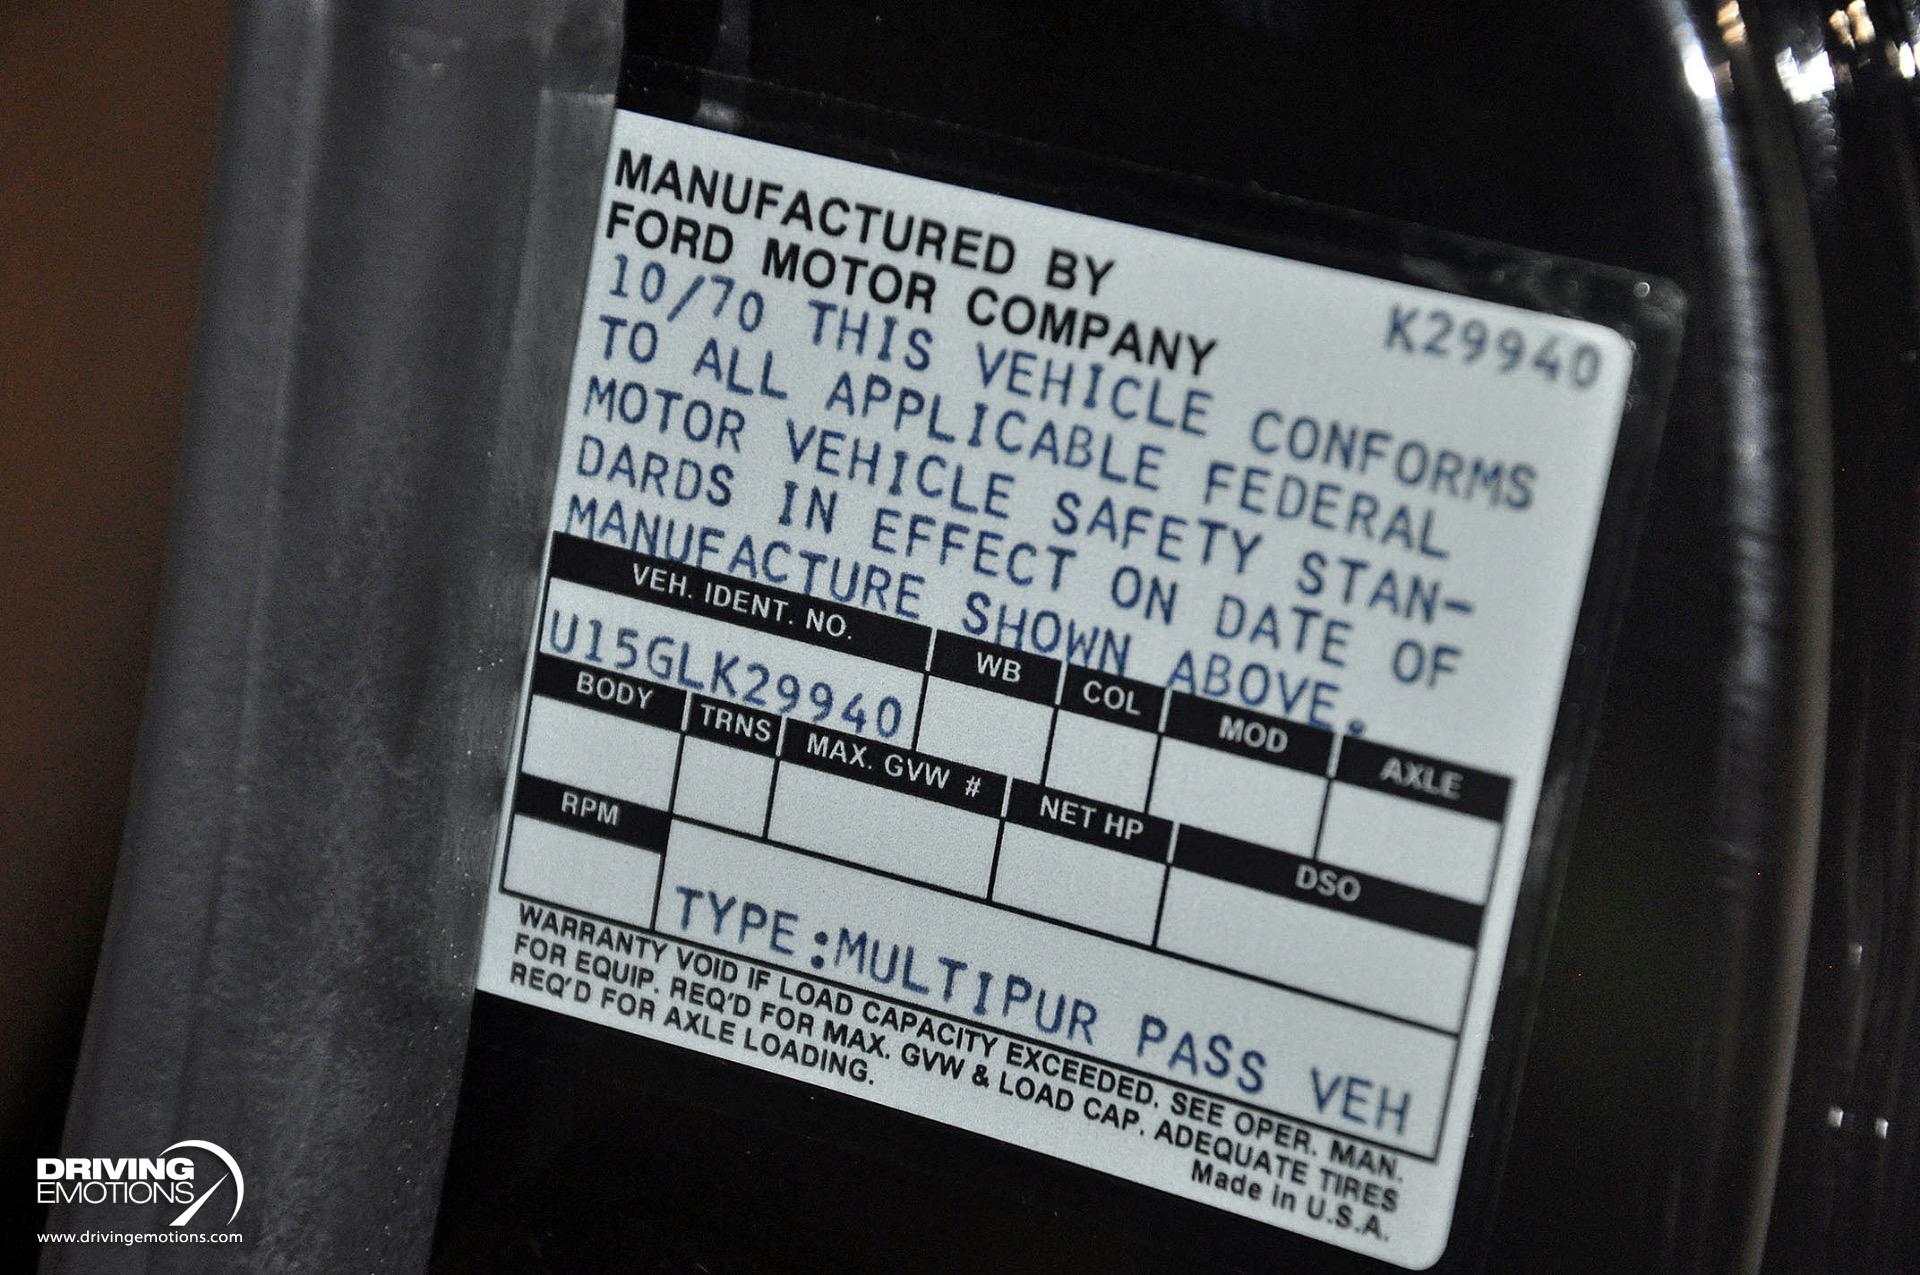 MANUFACTURED BY
FORD MOTOR COMPANY
K29940
10/70 THIS VEHICLE CONFORMS
TO ALL APPLICABLE FEDERAL
MOTOR VEHICLE SAFETY STAN-
DARDS IN EFFECT ON DATE OF
MANUFACTURE SHOWN ABOVE.
VEH. IDENT. NO. WB COL MOD AXLE
U15GLK29940
BODY TRNS MAX. GVW # NET HP DSO
RPM
TYPE:MULTIPUR PASS VEH
WARRANTY VOID IF LOAD CAPACITY EXCEEDED. SEE OPER. MAN.
FOR EQUIP. REQ'D FOR MAX. GVW & LOAD CAP. ADEQUATE TIRES
REQ'D FOR AXLE LOADING.
Made in U.S.A.
DRIVING
EMOTIONS
www.drivingemotions.com